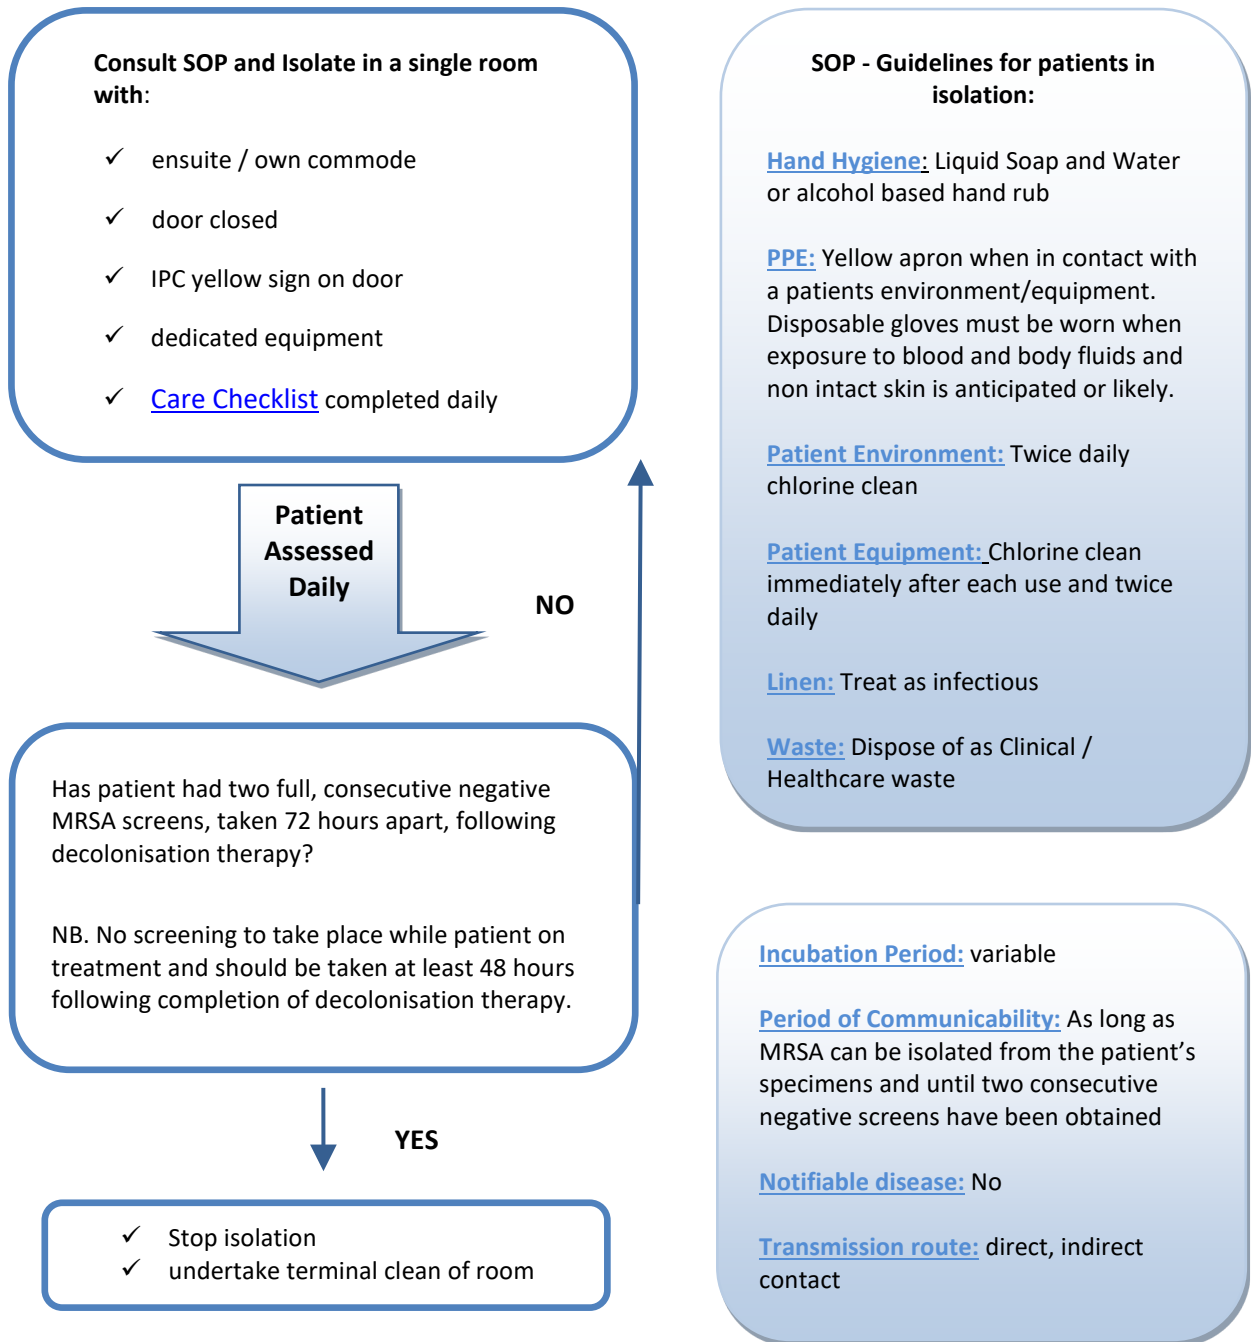 Consult SOP and Isolate in a single room
with:
✓ ensuite / own commode
✓ door closed
✓ IPC yellow sign on door
✓ dedicated equipment
✓ Care Checklist completed daily
Patient
Assessed
Daily
NO
Has patient had two full, consecutive negative
MRSA screens, taken 72 hours apart, following
decolonisation therapy?
NB. No screening to take place while patient on
treatment and should be taken at least 48 hours
following completion of decolonisation therapy.
YES
✓ Stop isolation
✓ undertake terminal clean of room
SOP - Guidelines for patients in
isolation:
Hand Hygiene: Liquid Soap and Water
or alcohol based hand rub
PPE: Yellow apron when in contact with
a patients environment/equipment.
Disposable gloves must be worn when
exposure to blood and body fluids and
non intact skin is anticipated or likely.
Patient Environment: Twice daily
chlorine clean
Patient Equipment: Chlorine clean
immediately after each use and twice
daily
Linen: Treat as infectious
Waste: Dispose of as Clinical /
Healthcare waste
Incubation Period: variable
Period of Communicability: As long as
MRSA can be isolated from the patient’s
specimens and until two consecutive
negative screens have been obtained
Notifiable disease: No
Transmission route: direct, indirect
contact